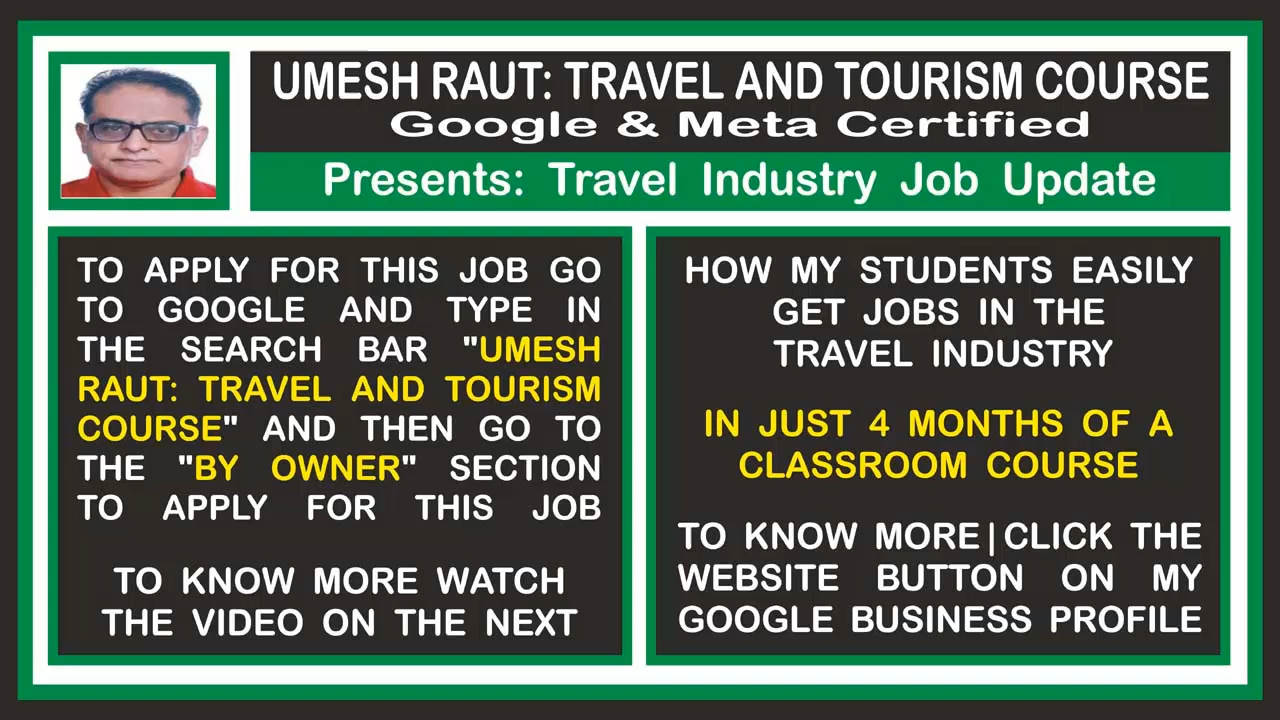 UMESH RAUT: TRAVEL AND TOURISM COURSE
Google & Meta Certified
Presents: Travel Industry Job Update
TO APPLY FOR THIS JOB GO
TO GOOGLE AND TYPE IN
THE SEARCH BAR "UMESH
RAUT: TRAVEL AND TOURISM
COURSE" AND THEN GO TO
THE "BY OWNER" SECTION
TO APPLY FOR THIS JOB
TO KNOW MORE WATCH
THE VIDEO ON THE NEXT
HOW MY STUDENTS EASILY
GET JOBS IN THE
TRAVEL INDUSTRY
IN JUST 4 MONTHS OF A
CLASSROOM COURSE
TO KNOW MORE|CLICK THE
WEBSITE BUTTON ON MY
GOOGLE BUSINESS PROFILE